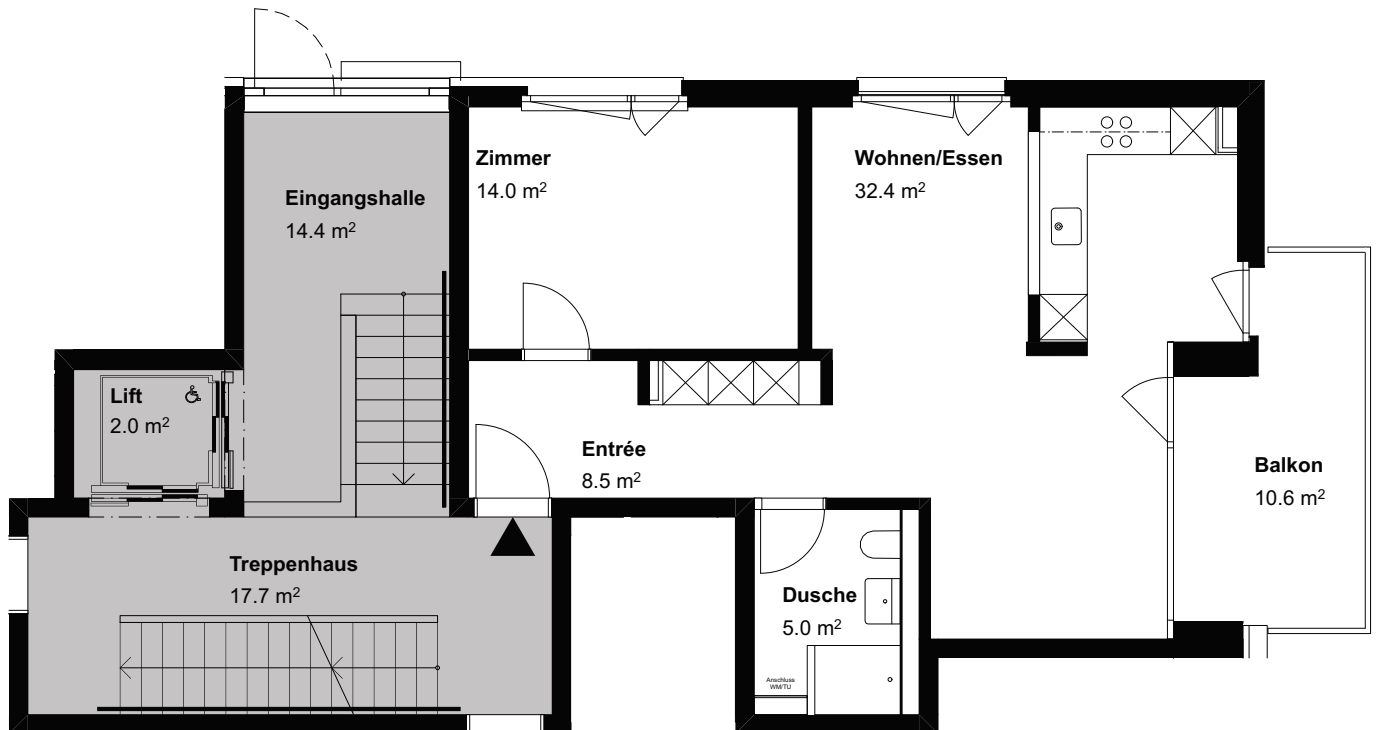 Zimmer
14.0 m²
Wohnen/Essen
32.4 m²
Eingangshalle
14.4 m²
Lift
2.0 m²
Entrée
8.5 m²
Balkon
10.6 m²
Treppenhaus
17.7 m²
Dusche
5.0 m²
Anschluss
WM/TU